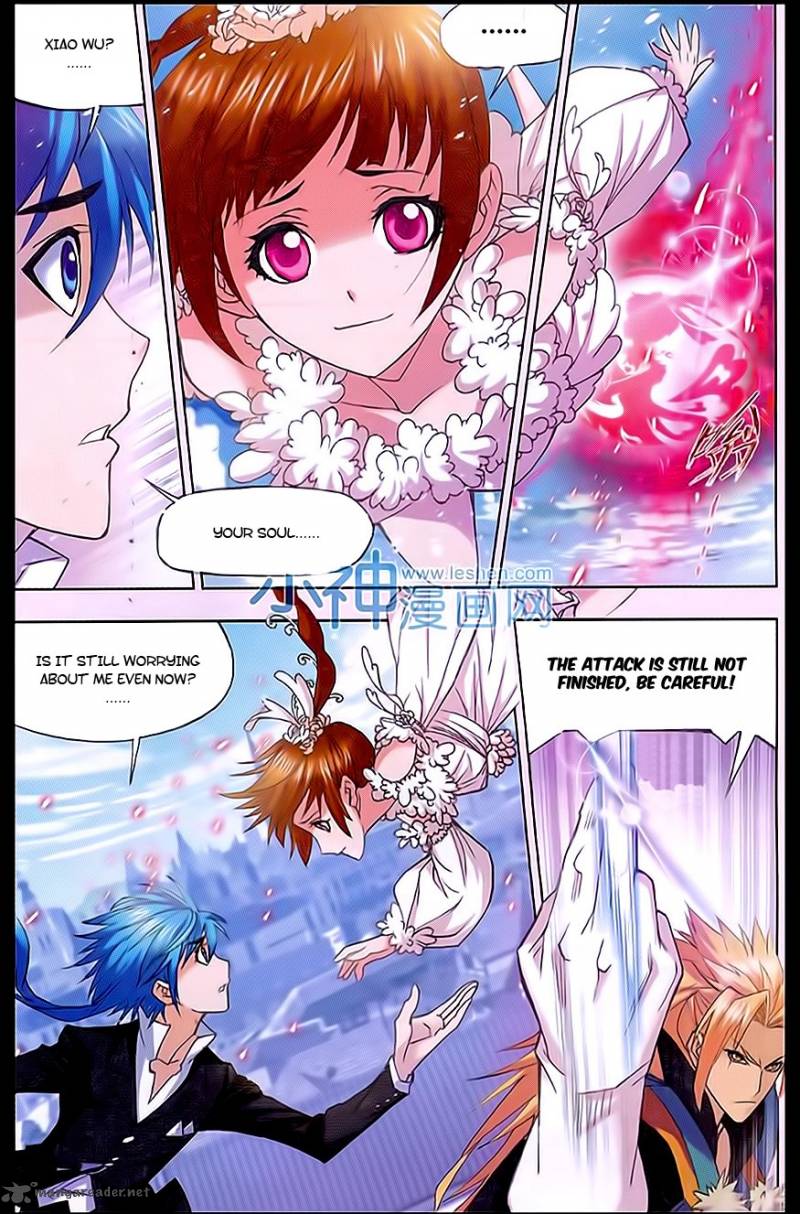 XIAO WU?
......
......
YOUR SOUL......
www.leshen.com
小神漫画网
IS IT STILL WORRYING
ABOUT ME EVEN NOW?
......
THE ATTACK IS STILL NOT
FINISHED, BE CAREFUL!
mangareader.net